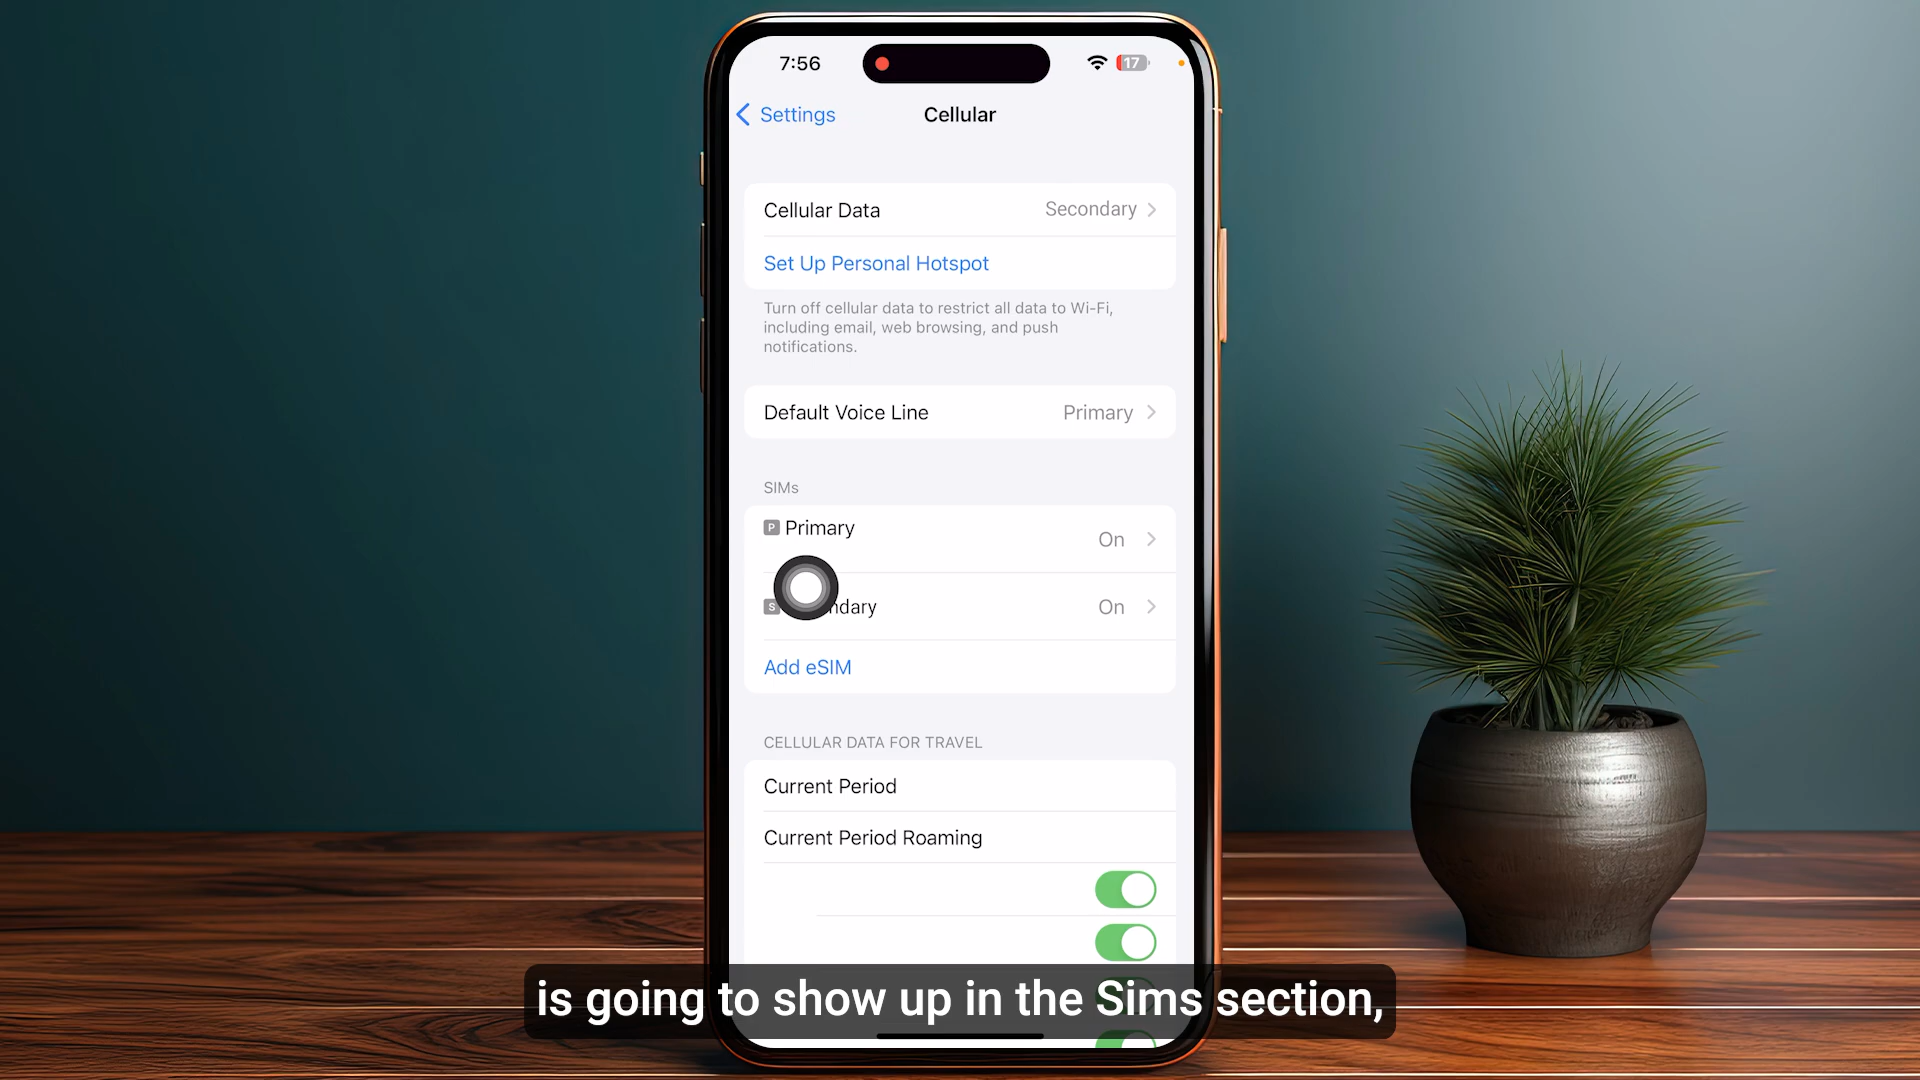 7:56
17
Settings
Cellular
Cellular Data
Secondary
Set Up Personal Hotspot
Turn off cellular data to restrict all data to Wi-Fi,
including email, web browsing, and push
notifications.
Default Voice Line
Primary
SIMs
P Primary
On
S
ndary
On
Add eSIM
CELLULAR DATA FOR TRAVEL
Current Period
Current Period Roaming
is going to show up in the Sims section,